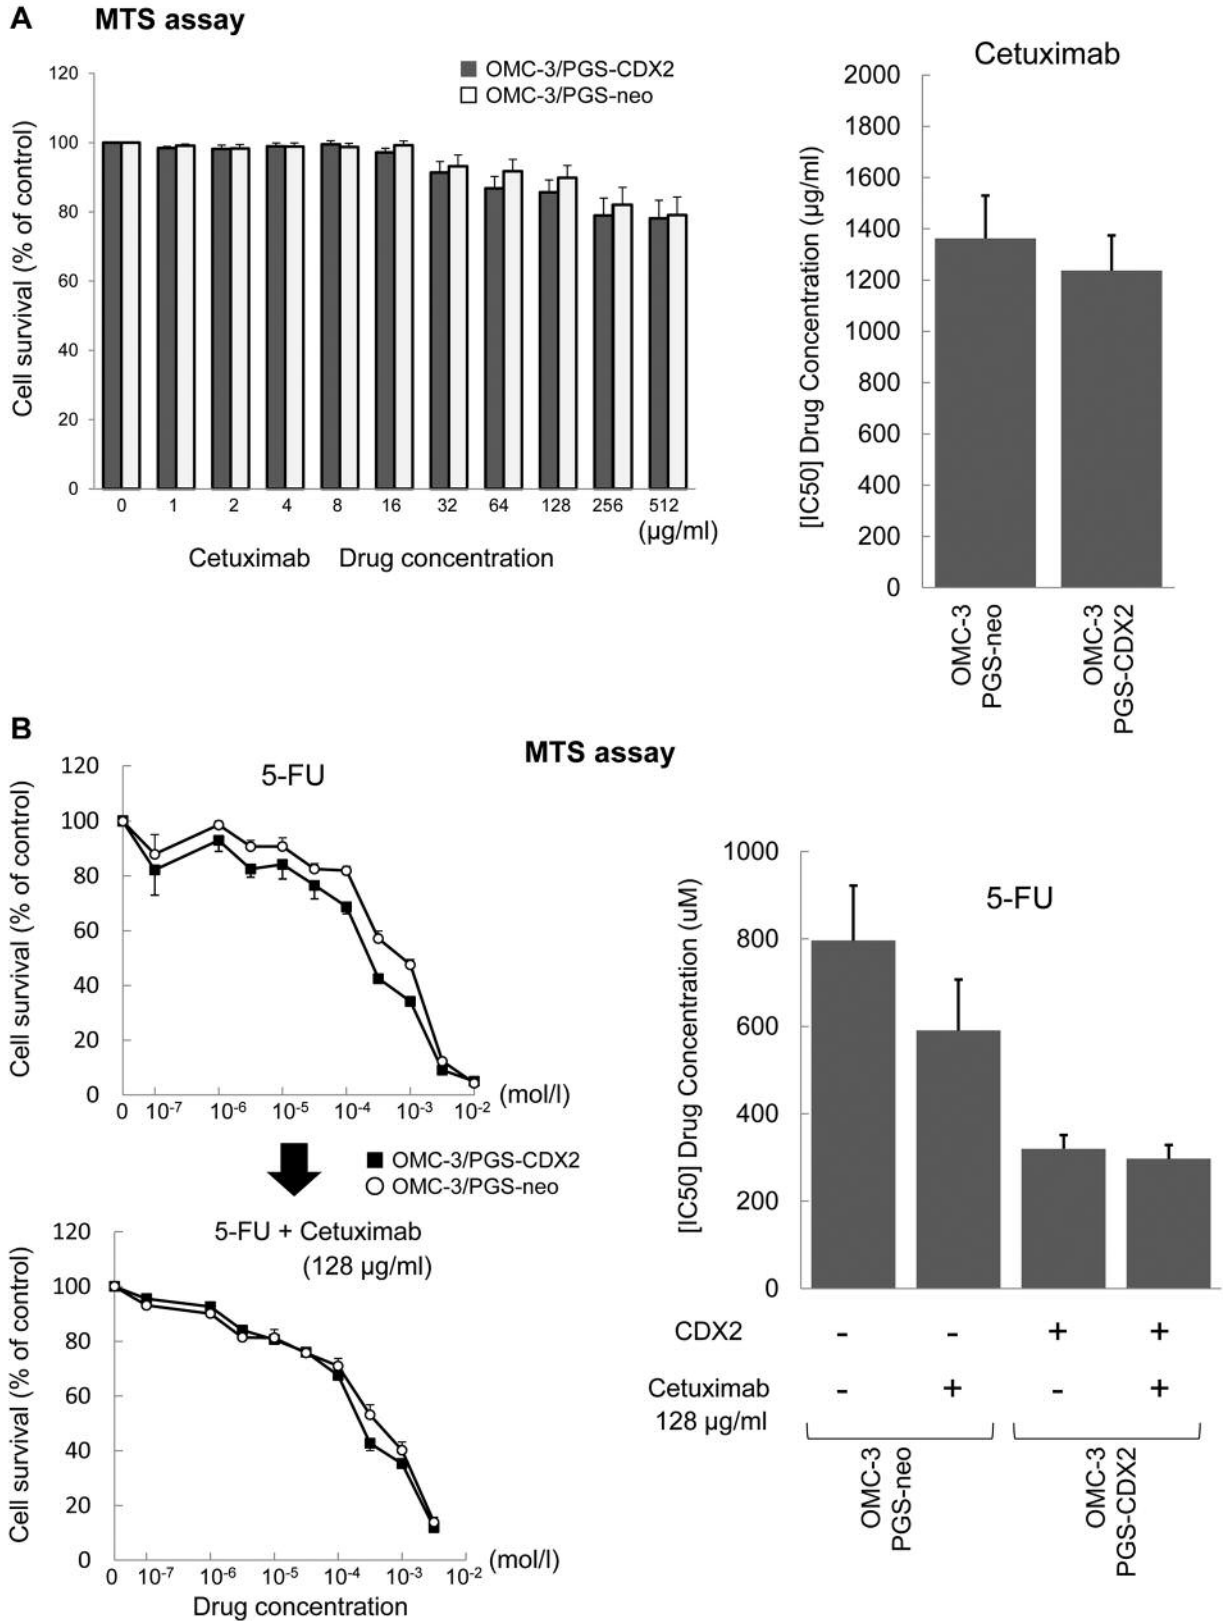 A MTS assay
OMC-3/PGS-CDX2
OMC-3/PGS-neo
Cell survival (% of control)
120
100
80
60
40
20
0
0 1 2 4 8 16 32 64 128 256 512
(µg/ml)
Cetuximab Drug concentration
Cetuximab
[IC50] Drug Concentration (µg/ml)
2000
1800
1600
1400
1200
1000
800
600
400
200
0
OMC-3
PGS-neo
OMC-3
PGS-CDX2
B
MTS assay
5-FU
Cell survival (% of control)
120
100
80
60
40
20
0
0 10-7 10-6 10-5 10-4 10-3 10-2 (mol/l)
OMC-3/PGS-CDX2
OMC-3/PGS-neo
5-FU + Cetuximab
(128 µg/ml)
Cell survival (% of control)
120
100
80
60
40
20
0
0 10-7 10-6 10-5 10-4 10-3 10-2 (mol/l)
Drug concentration
5-FU
[IC50] Drug Concentration (uM)
1000
800
600
400
200
0
CDX2 - - + +
Cetuximab - + - +
128 µg/ml
OMC-3
PGS-neo
OMC-3
PGS-CDX2